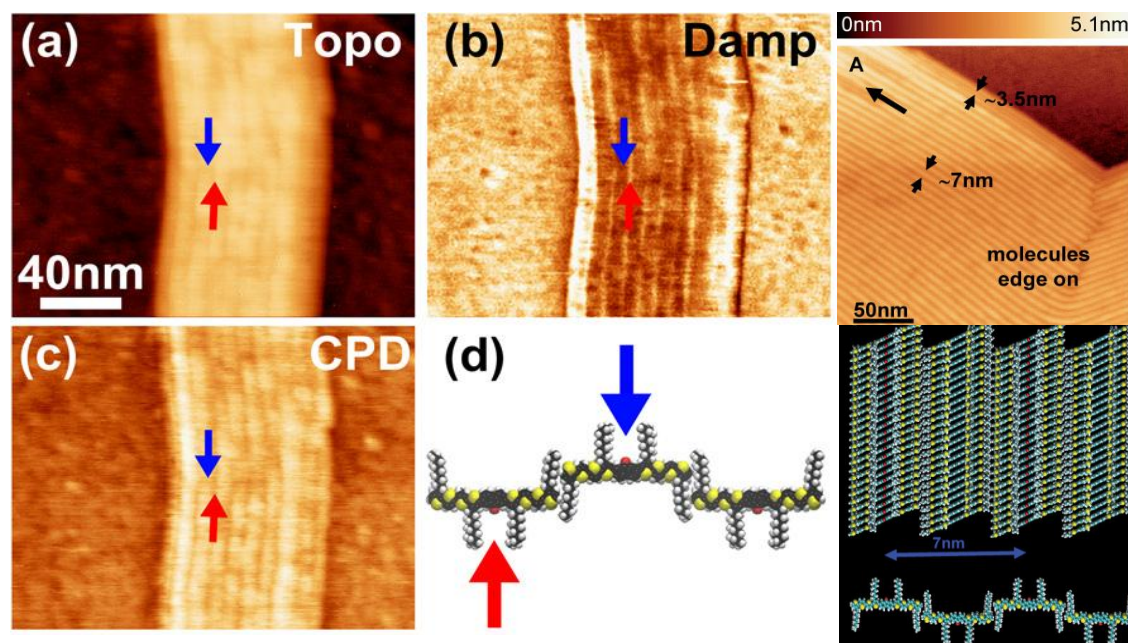 (a) Topo
40nm
(b) Damp
(c) CPD
(d)
0nm 5.1nm
A
~3.5nm
~7nm
molecules
edge on
50nm
7nm